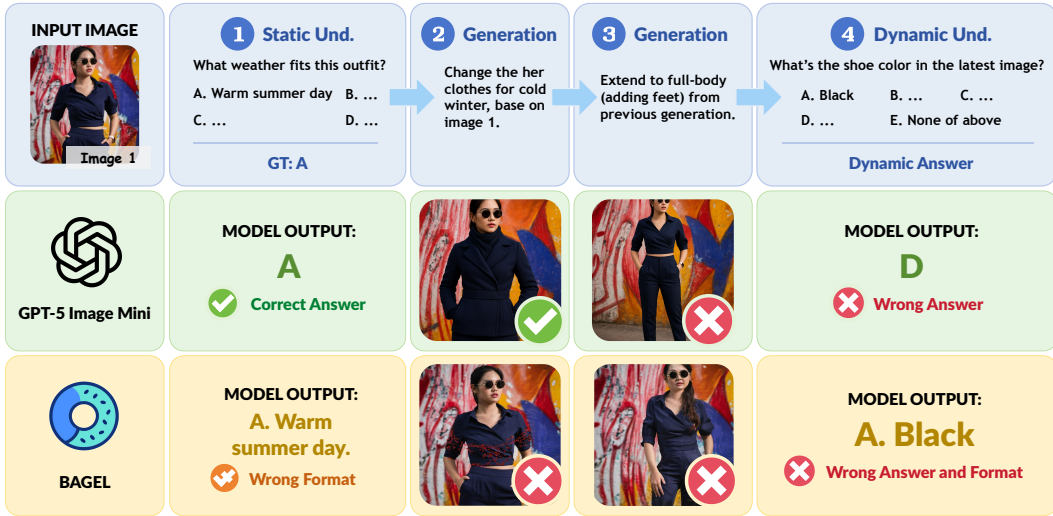 INPUT IMAGE
Image 1
1 Static Und.
What weather fits this outfit?
A. Warm summer day B. ...
C. ... D. ...
GT: A
2 Generation
Change the her
clothes for cold
winter, base on
image 1.
3 Generation
Extend to full-body
(adding feet) from
previous generation.
4 Dynamic Und.
What's the shoe color in the latest image?
A. Black B. ... C. ...
D. ... E. None of above
Dynamic Answer
GPT-5 Image Mini
MODEL OUTPUT:
A
Correct Answer
MODEL OUTPUT:
D
Wrong Answer
BAGEL
MODEL OUTPUT:
A. Warm
summer day.
Wrong Format
MODEL OUTPUT:
A. Black
Wrong Answer and Format